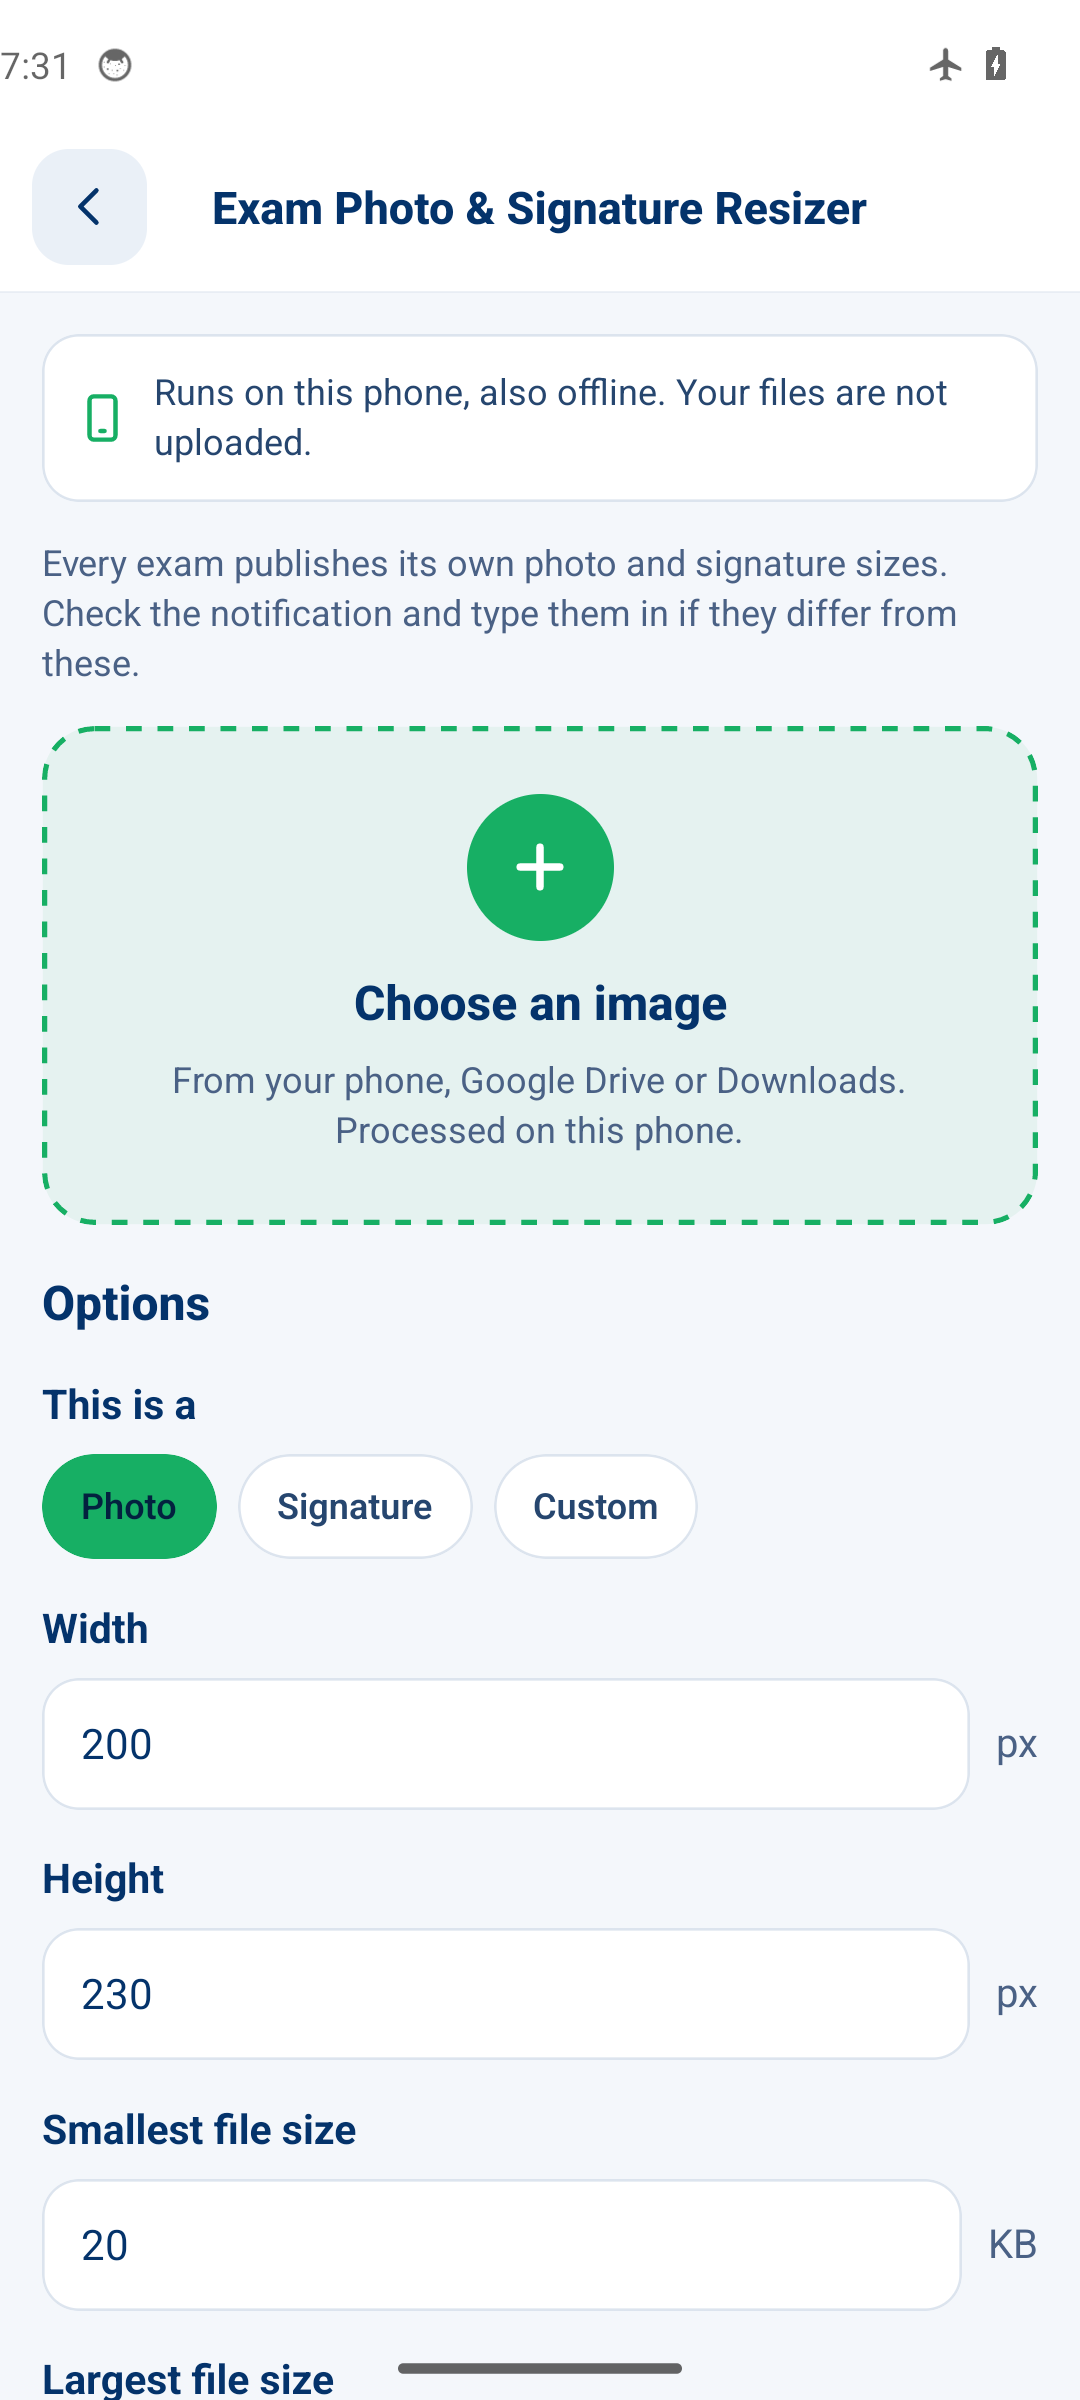 7:31
Exam Photo & Signature Resizer
Runs on this phone, also offline. Your files are not
uploaded.
Every exam publishes its own photo and signature sizes.
Check the notification and type them in if they differ from
these.
Choose an image
From your phone, Google Drive or Downloads.
Processed on this phone.
Options
This is a
Photo Signature Custom
Width
200 px
Height
230 px
Smallest file size
20 KB
Largest file size